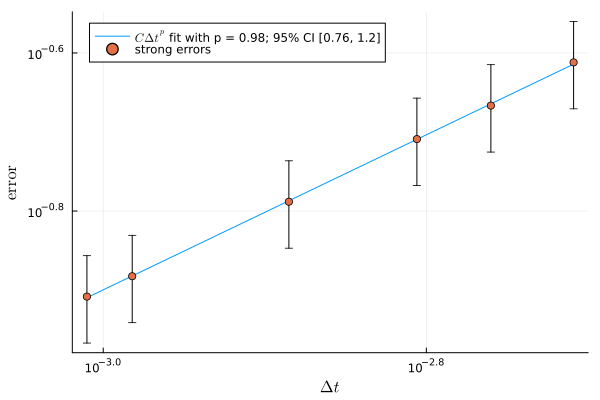 CΔt^p fit with p = 0.98; 95% CI [0.76, 1.2]
strong errors
10^-0.6
10^-0.8
error
10^-3.0
10^-2.8
Δt